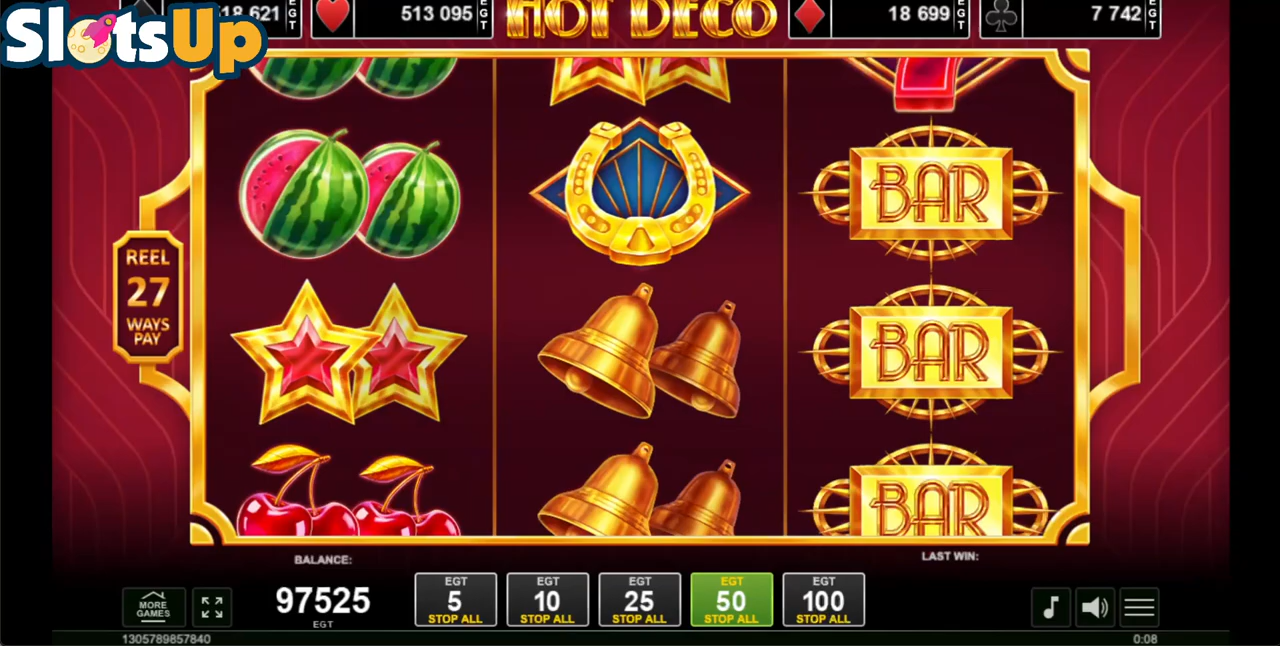 SlotsUp
18 621 EGT
513 095 EGT
HOT DECO
18 699 EGT
7 742 EGT
BAR
REEL
27
WAYS
PAY
BAR
BAR
BALANCE:
LAST WIN:
MORE
GAMES
97525
EGT
EGT
5
STOP ALL
EGT
10
STOP ALL
EGT
25
STOP ALL
EGT
50
STOP ALL
EGT
100
STOP ALL
1305789857840
0:08